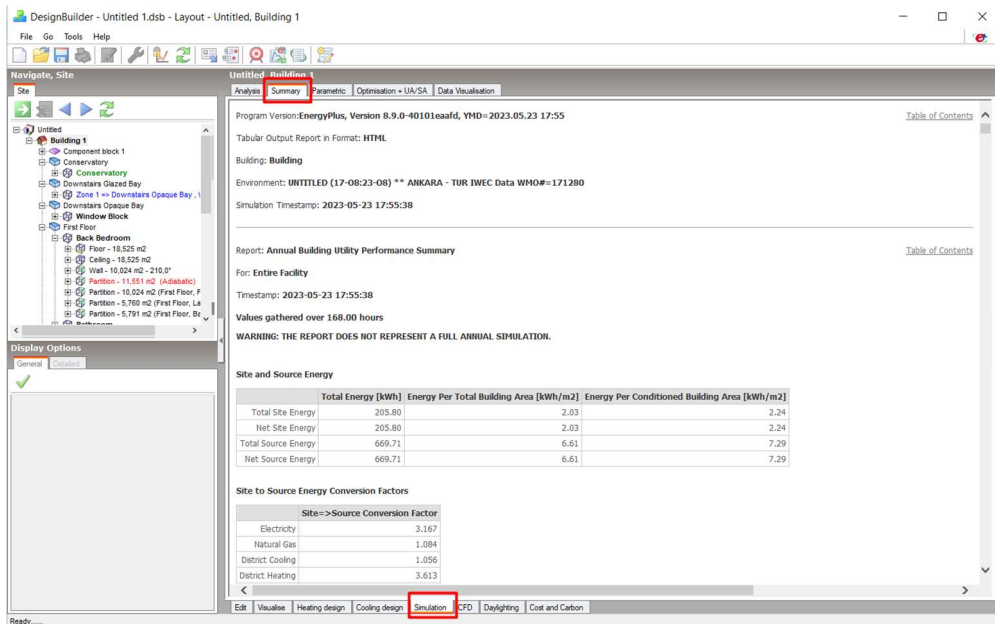 DesignBuilder - Untitled 1.dsb - Layout - Untitled, Building 1
File Go Tools Help
Navigate, Site
Site
Untitled
Building 1
Component block 1
Conservatory
Conservatory
Downstairs Glazed Bay
Zone 1 => Downstairs Opaque Bay ,
Downstairs Opaque Bay
Window Block
First Floor
Back Bedroom
Floor - 18,525 m2
Ceiling - 18,525 m2
Wall - 10,024 m2 - 210,0°
Partition - 11,551 m2 (Adiabatic)
Partition - 10,024 m2 (First Floor, F
Partition - 5,760 m2 (First Floor, La
Partition - 5,791 m2 (First Floor, Ba
Bathroom
Display Options
General Detailed
Untitled, Building 1
Analysis Summary Parametric Optimisation + UA/SA Data Visualisation
Program Version:EnergyPlus, Version 8.9.0-40101eaafd, YMD=2023.05.23 17:55 Table of Contents
Tabular Output Report in Format: HTML
Building: Building
Environment: UNTITLED (17-08:23-08) ** ANKARA - TUR IWEC Data WMO#=171280
Simulation Timestamp: 2023-05-23 17:55:38
Report: Annual Building Utility Performance Summary Table of Contents
For: Entire Facility
Timestamp: 2023-05-23 17:55:38
Values gathered over 168.00 hours
WARNING: THE REPORT DOES NOT REPRESENT A FULL ANNUAL SIMULATION.
Site and Source Energy
Total Energy [kWh] Energy Per Total Building Area [kWh/m2] Energy Per Conditioned Building Area [kWh/m2]
Total Site Energy 205.80 2.03 2.24
Net Site Energy 205.80 2.03 2.24
Total Source Energy 669.71 6.61 7.29
Net Source Energy 669.71 6.61 7.29
Site to Source Energy Conversion Factors
Site=>Source Conversion Factor
Electricity 3.167
Natural Gas 1.084
District Cooling 1.056
District Heating 3.613
Edit Visualise Heating design Cooling design Simulation CFD Daylighting Cost and Carbon
Ready.....